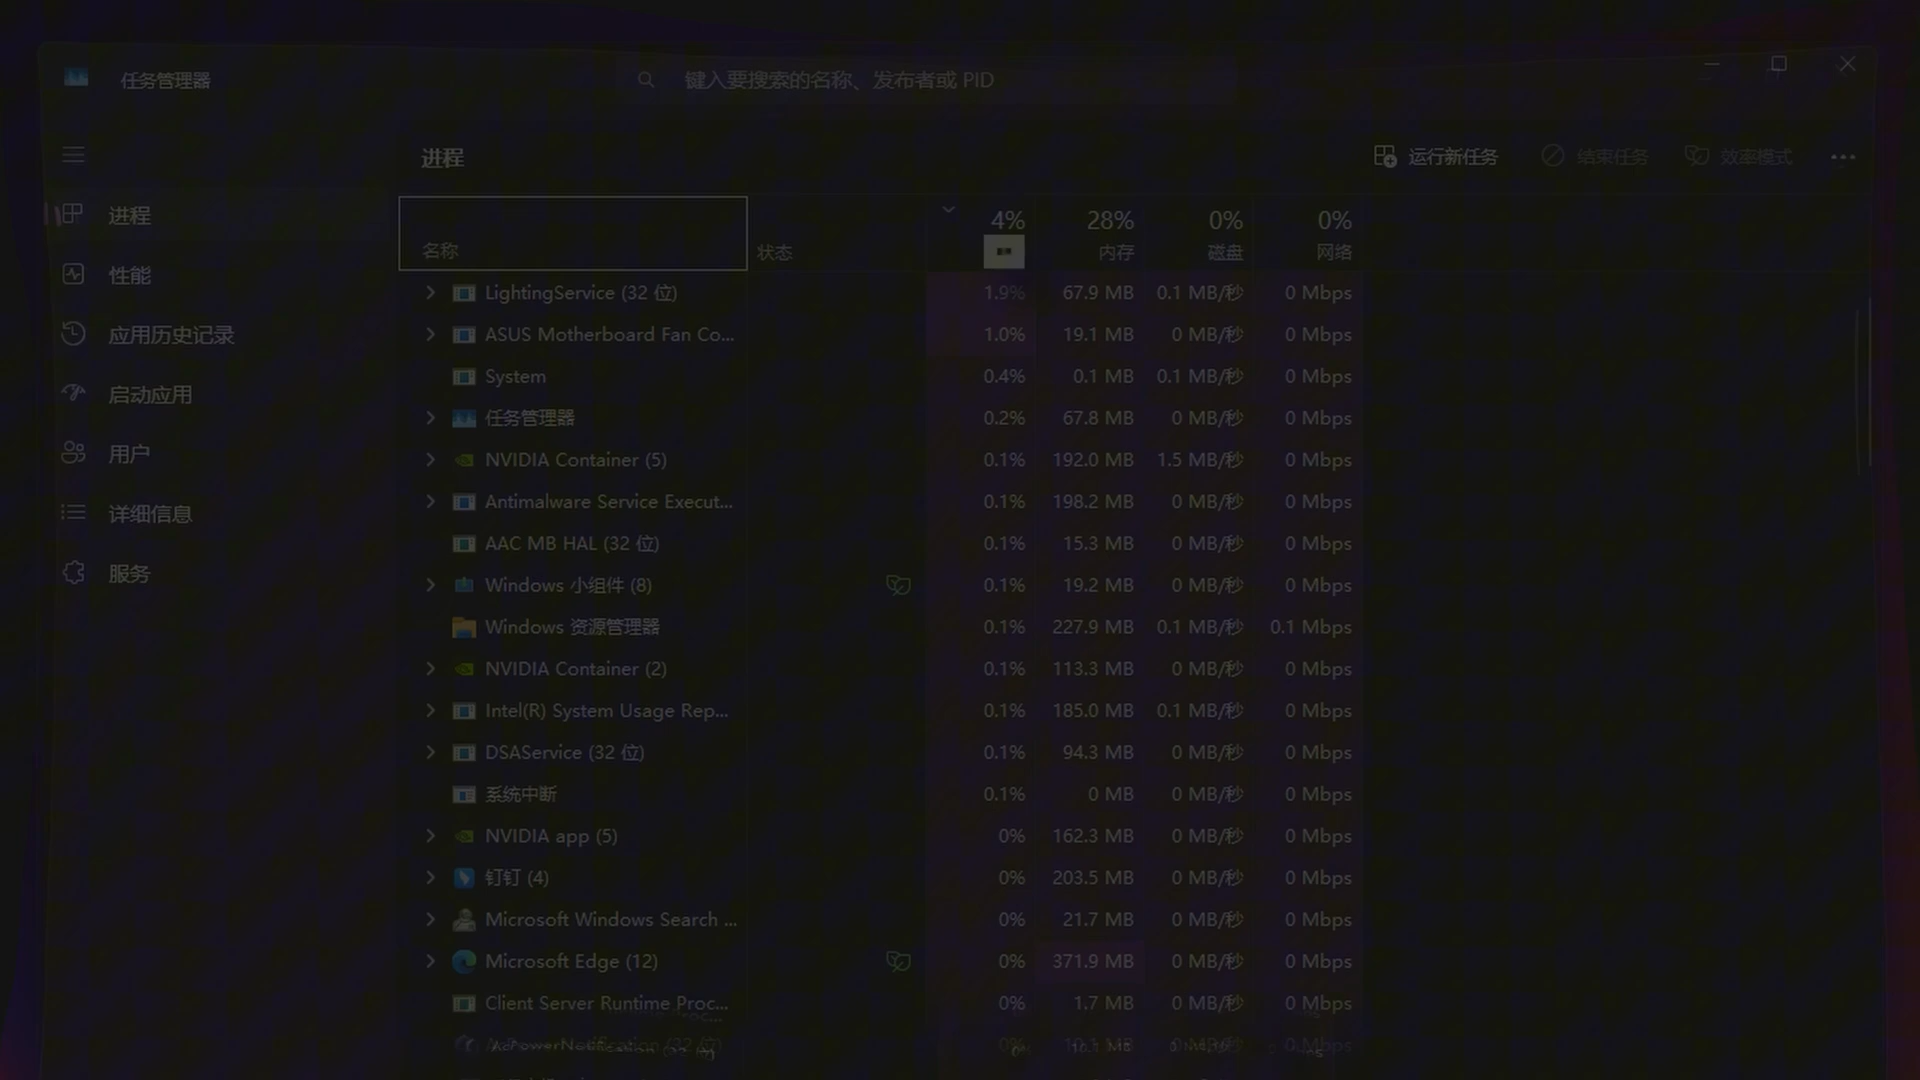 任务管理器
键入要搜索的名称、发布者或 PID
进程
运行新任务 结束任务 效率模式
进程
性能
应用历史记录
启动应用
用户
详细信息
服务
4% 28% 0% 0%
名称 状态 内存 磁盘 网络
LightingService (32 位) 1.9% 67.9 MB 0.1 MB/秒 0 Mbps
ASUS Motherboard Fan Co... 1.0% 19.1 MB 0 MB/秒 0 Mbps
System 0.4% 0.1 MB 0.1 MB/秒 0 Mbps
任务管理器 0.2% 67.8 MB 0 MB/秒 0 Mbps
NVIDIA Container (5) 0.1% 192.0 MB 1.5 MB/秒 0 Mbps
Antimalware Service Execut... 0.1% 198.2 MB 0 MB/秒 0 Mbps
AAC MB HAL (32 位) 0.1% 15.3 MB 0 MB/秒 0 Mbps
Windows 小组件 (8) 0.1% 19.2 MB 0 MB/秒 0 Mbps
Windows 资源管理器 0.1% 227.9 MB 0.1 MB/秒 0.1 Mbps
NVIDIA Container (2) 0.1% 113.3 MB 0 MB/秒 0 Mbps
Intel(R) System Usage Rep... 0.1% 185.0 MB 0.1 MB/秒 0 Mbps
DSAService (32 位) 0.1% 94.3 MB 0 MB/秒 0 Mbps
系统中断 0.1% 0 MB 0 MB/秒 0 Mbps
NVIDIA app (5) 0% 162.3 MB 0 MB/秒 0 Mbps
钉钉 (4) 0% 203.5 MB 0 MB/秒 0 Mbps
Microsoft Windows Search ... 0% 21.7 MB 0 MB/秒 0 Mbps
Microsoft Edge (12) 0% 371.9 MB 0 MB/秒 0 Mbps
Client Server Runtime Proc... 0% 1.7 MB 0 MB/秒 0 Mbps